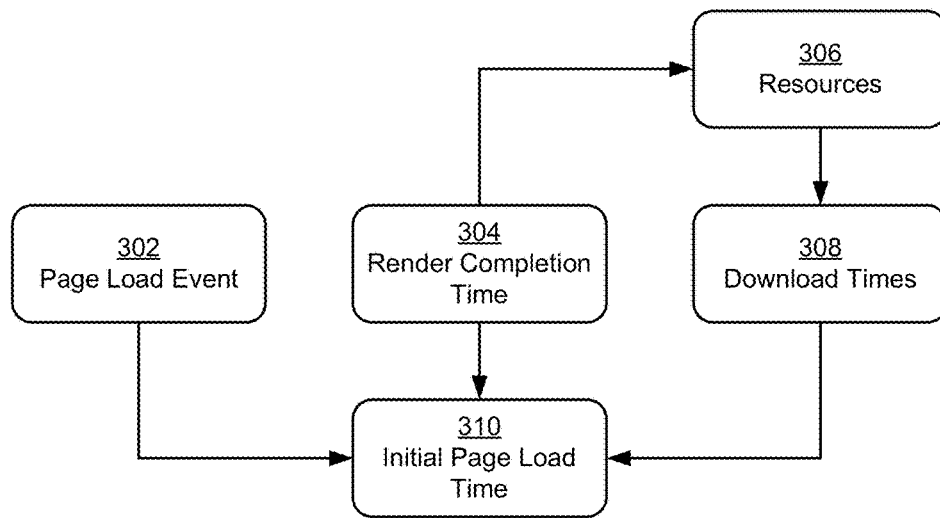 306
Resources
302
Page Load Event
304
Render Completion
Time
308
Download Times
310
Initial Page Load
Time